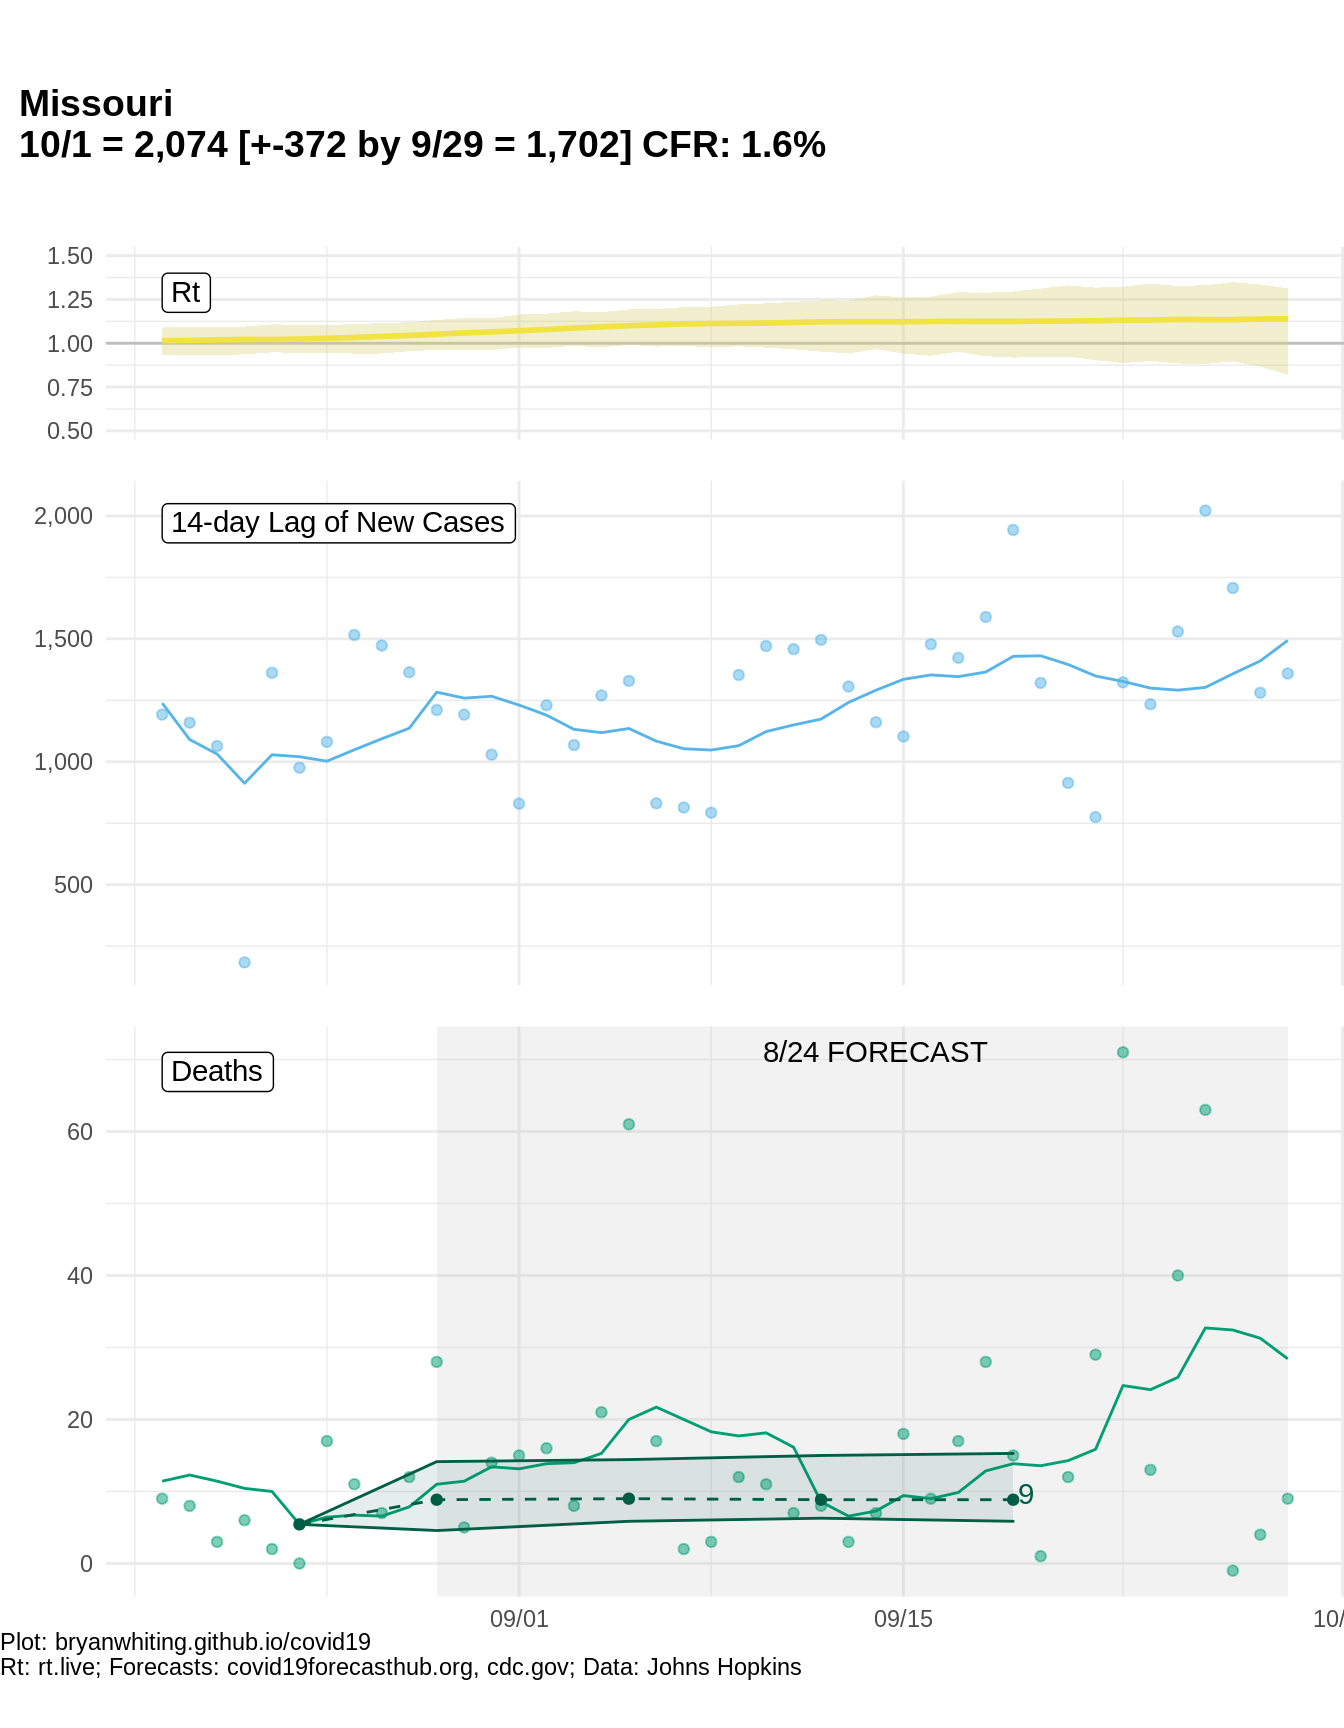 Missouri
10/1 = 2,074 [+-372 by 9/29 = 1,702] CFR: 1.6%
1.50
1.25
1.00
0.75
0.50
Rt
2,000
1,500
1,000
500
14-day Lag of New Cases
60
40
20
0
Deaths
8/24 FORECAST
9
09/01
09/15
10/
Plot: bryanwhiting.github.io/covid19
Rt: rt.live; Forecasts: covid19forecasthub.org, cdc.gov; Data: Johns Hopkins